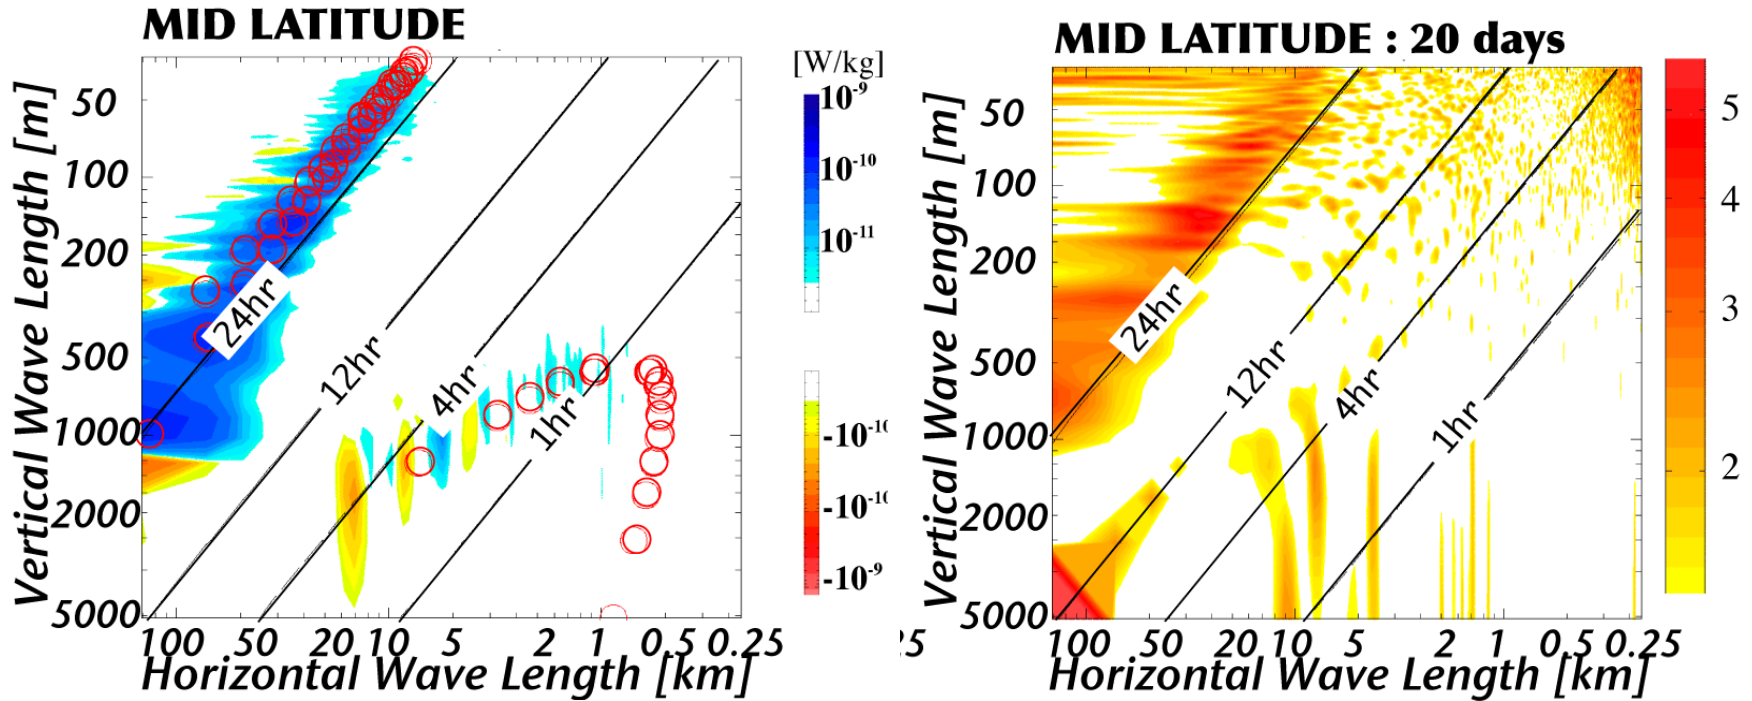 MID LATITUDE
[W/kg]
Vertical Wave Length [m]
50
100
200
500
1000
2000
5000
24hr
12hr
4hr
1hr
10-9
10-10
10-11
-10-10
-10-9
100 50 20 10 5 2 1 0.5 0.25
Horizontal Wave Length [km]
MID LATITUDE : 20 days
Vertical Wave Length [m]
50
100
200
500
1000
2000
5000
24hr
12hr
4hr
1hr
5
4
3
2
25
100 50 20 10 5 2 1 0.5 0.25
Horizontal Wave Length [km]